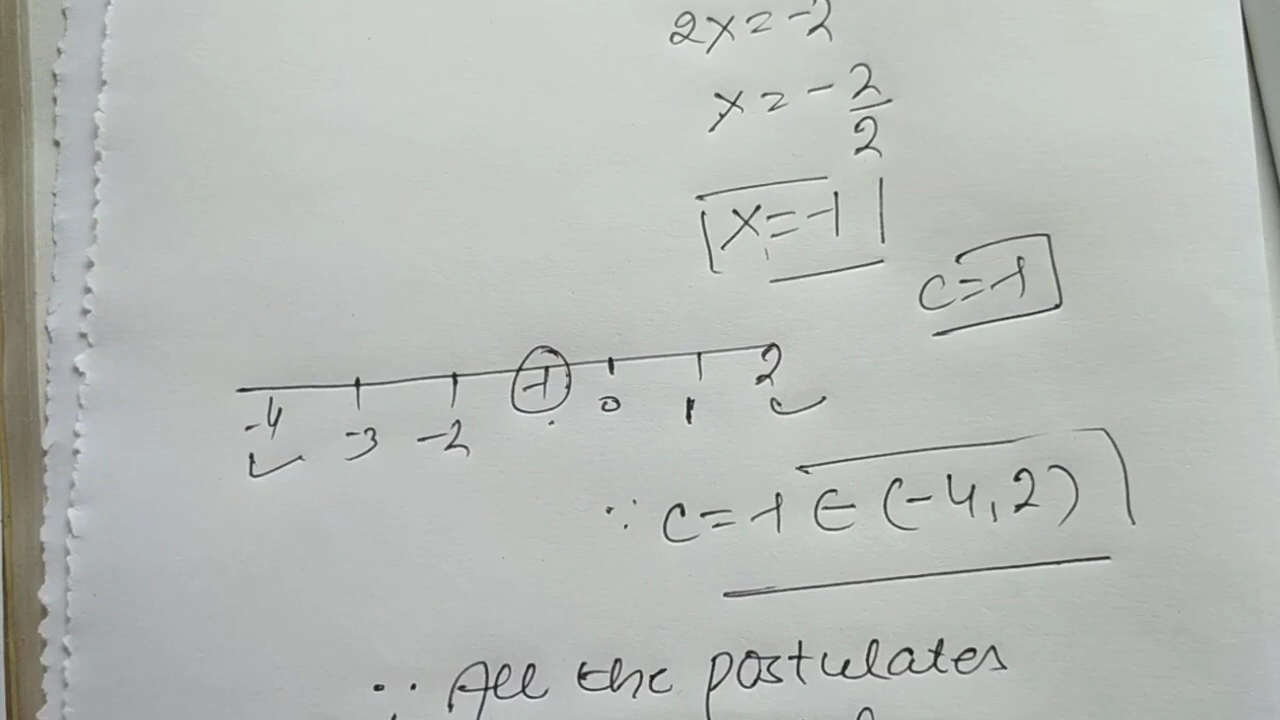 2x = -2
x = -2/2
x = -1
c = -1
-4 -3 -2 -1 0 1 2
∵ c = -1 ∈ (-4, 2)
∵ All the postulates